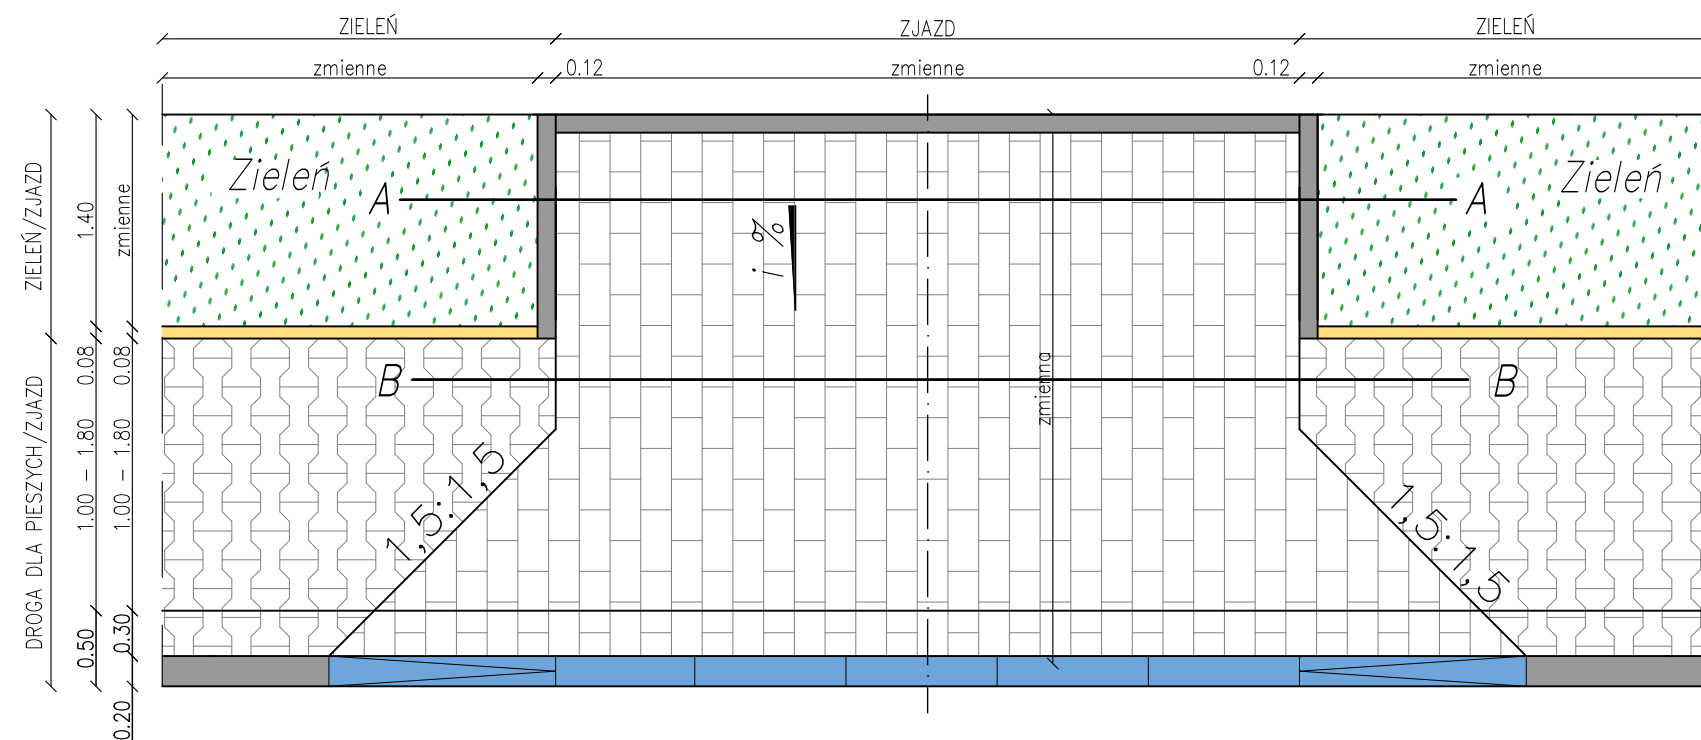 ZIELEŃ ZJAZD ZIELEŃ
zmienne 0.12 zmienne 0.12 zmienne
ZIELEŃ/ZJAZD
1.40
zmienne
Zieleń
Zieleń
A A
i %
0.08
0.08
zmienna
B B
DROGA DLA PIESZYCH/ZJAZD
1.00 - 1.80
1.00 - 1.80
1,5:1,5
1,5:1,5
0.50
0.30
0.20